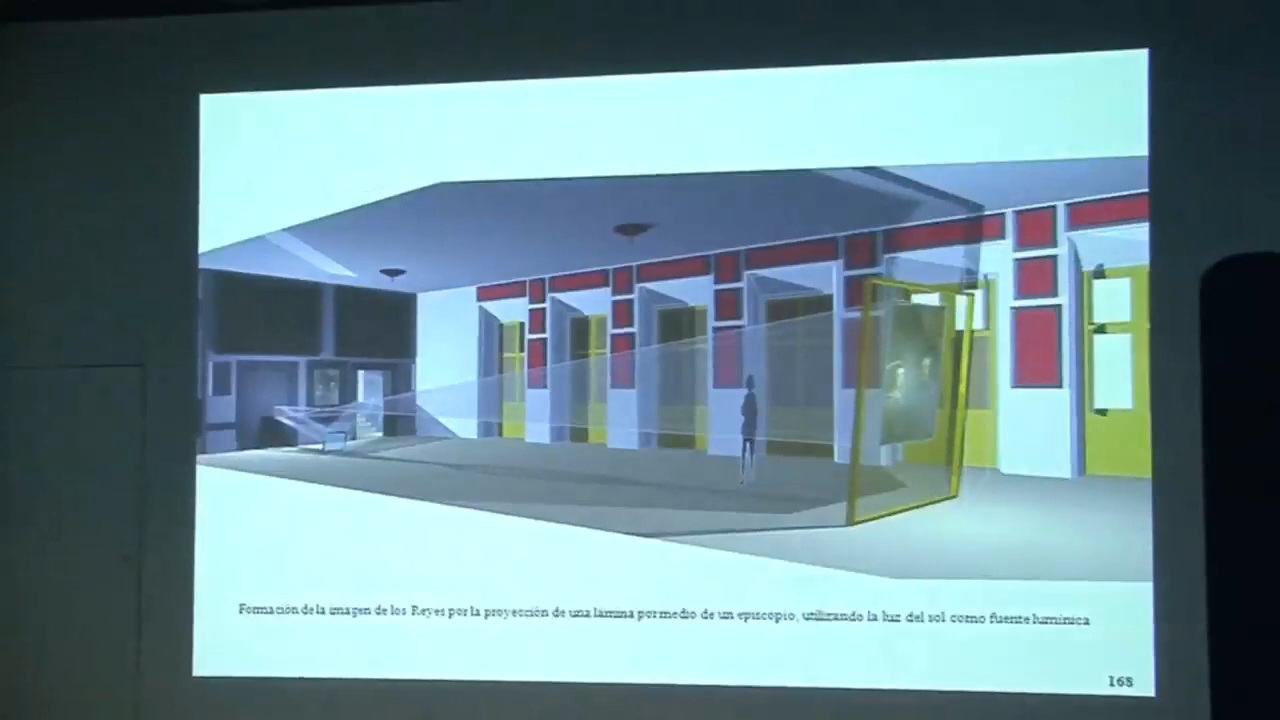 Formación de la imagen de los Reyes por la proyección de una lámina por medio de un episcopio, utilizando la luz del sol como fuente lumínica
168